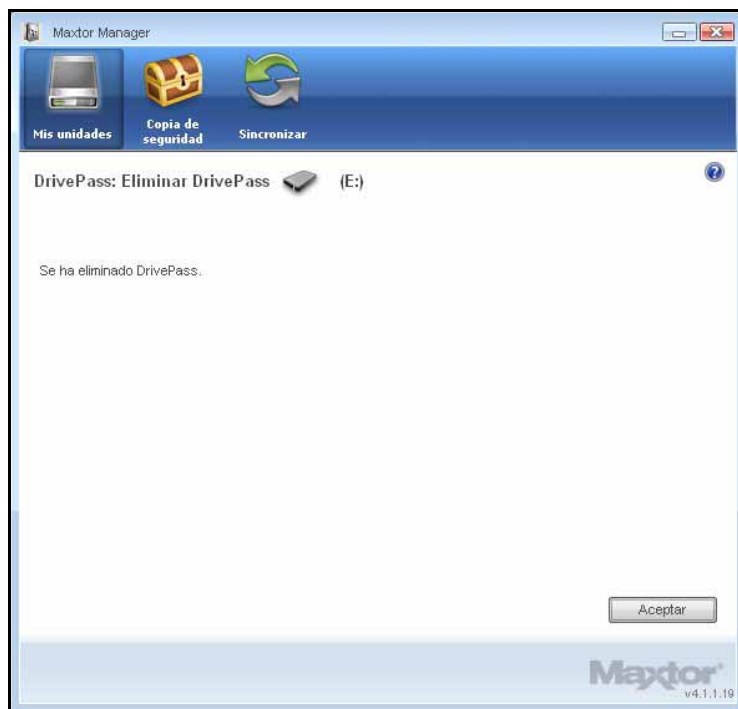 Maxtor Manager
Mis unidades
Copia de
seguridad
Sincronizar
DrivePass: Eliminar DrivePass (E:)
Se ha eliminado DrivePass.
Aceptar
Maxtor
v4.1.1.19